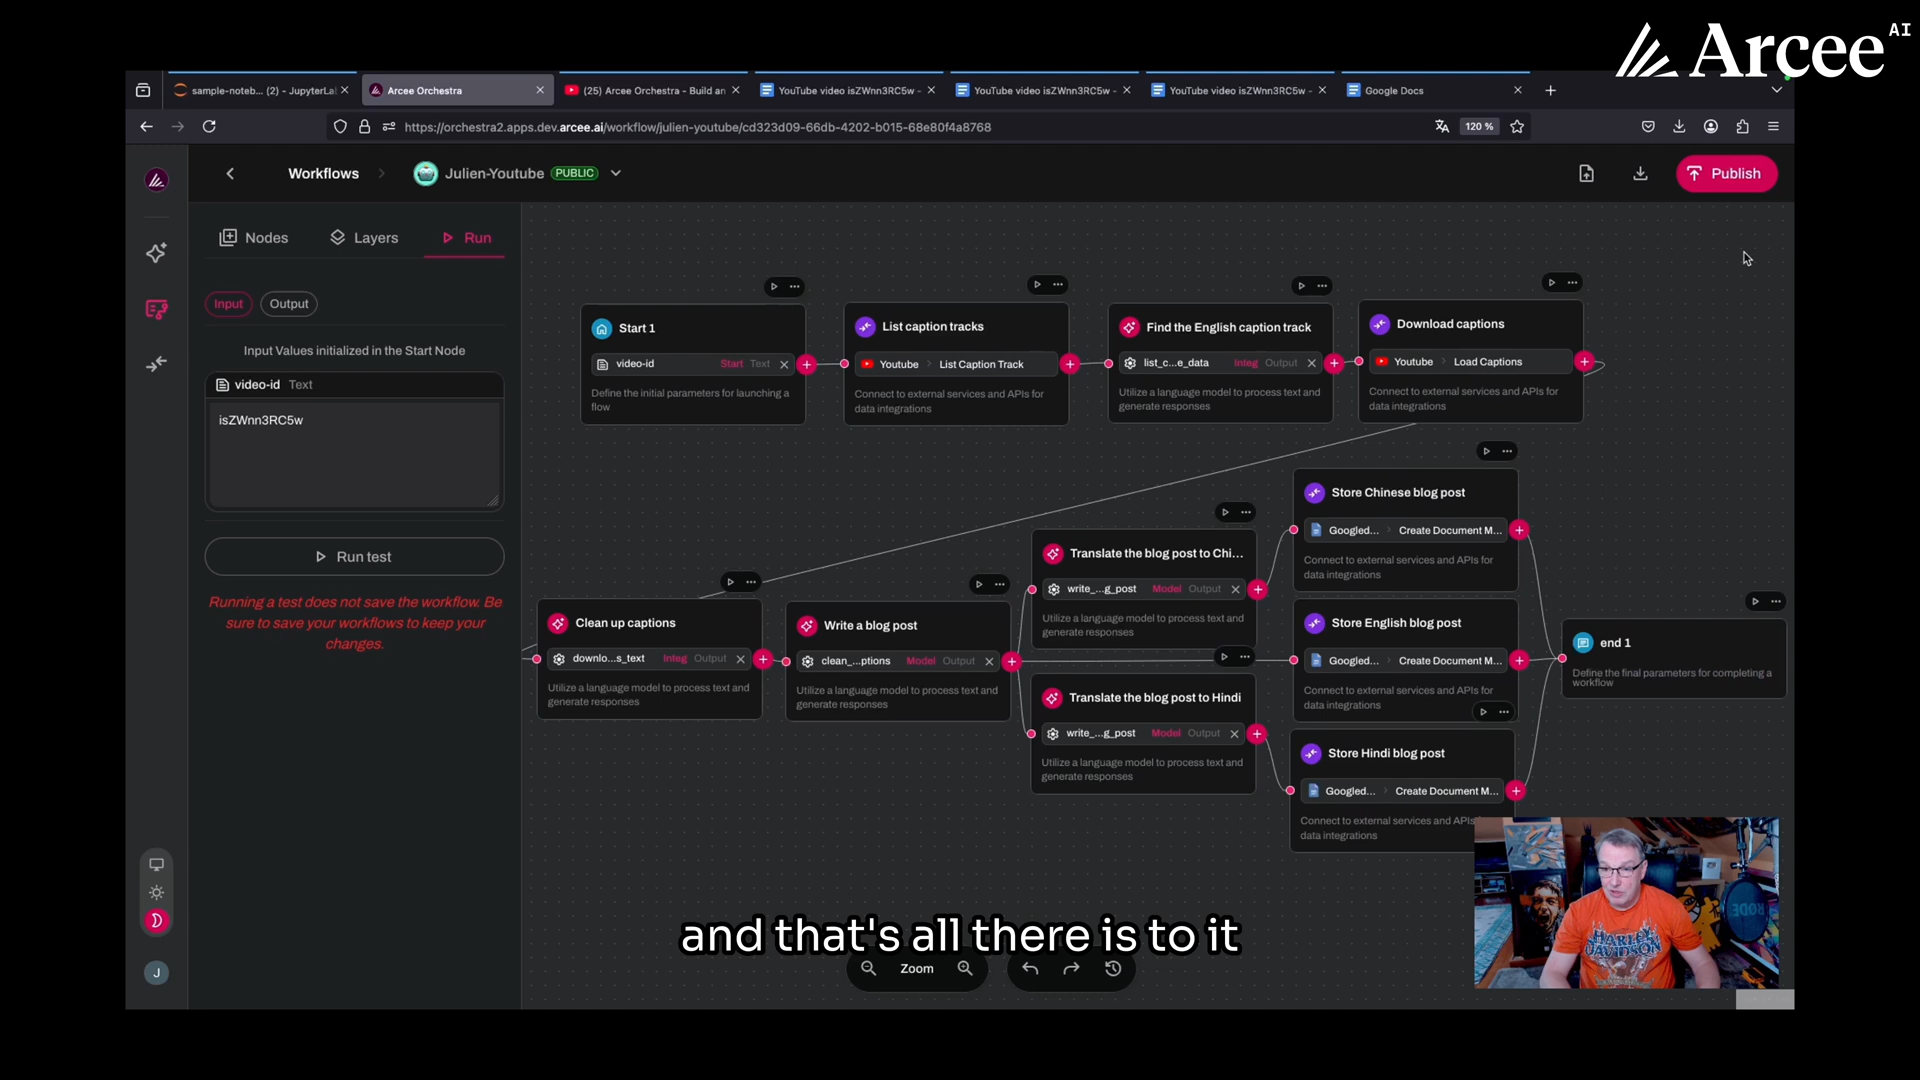 Arcee AI
sample-noteb... (2) - JupyterLa
Arcee Orchestra
(25) Arcee Orchestra - Build an
YouTube video isZWnn3RC5w -
YouTube video isZWnn3RC5w -
YouTube video isZWnn3RC5w -
Google Docs
https://orchestra2.apps.dev.arcee.ai/workflow/julien-youtube/cd323d09-66db-4202-b015-68e80f4a8768
120 %
Workflows
Julien-Youtube
PUBLIC
Publish
Nodes
Layers
Run
Input
Output
Input Values initialized in the Start Node
video-id Text
isZWnn3RC5w
Run test
Running a test does not save the workflow. Be
sure to save your workflows to keep your
changes.
Start 1
video-id Start Text
Define the initial parameters for launching a
flow
List caption tracks
Youtube List Caption Track
Connect to external services and APIs for
data integrations
Find the English caption track
list_c...e_data Integ Output
Utilize a language model to process text and
generate responses
Download captions
Youtube Load Captions
Connect to external services and APIs for
data integrations
Clean up captions
downlo...s_text Integ Output
Utilize a language model to process text and
generate responses
Write a blog post
clean_...ptions Model Output
Utilize a language model to process text and
generate responses
Translate the blog post to Chi...
write_...g_post Model Output
Utilize a language model to process text and
generate responses
Translate the blog post to Hindi
write_...g_post Model Output
Utilize a language model to process text and
generate responses
Store Chinese blog post
Googled... Create Document M...
Connect to external services and APIs for
data integrations
Store English blog post
Googled... Create Document M...
Connect to external services and APIs for
data integrations
Store Hindi blog post
Googled... Create Document M...
Connect to external services and APIs
data integrations
end 1
Define the final parameters for completing a
workflow
J
and that's all there is to it
Zoom
HARLEY
DAVIDSON
RØDE